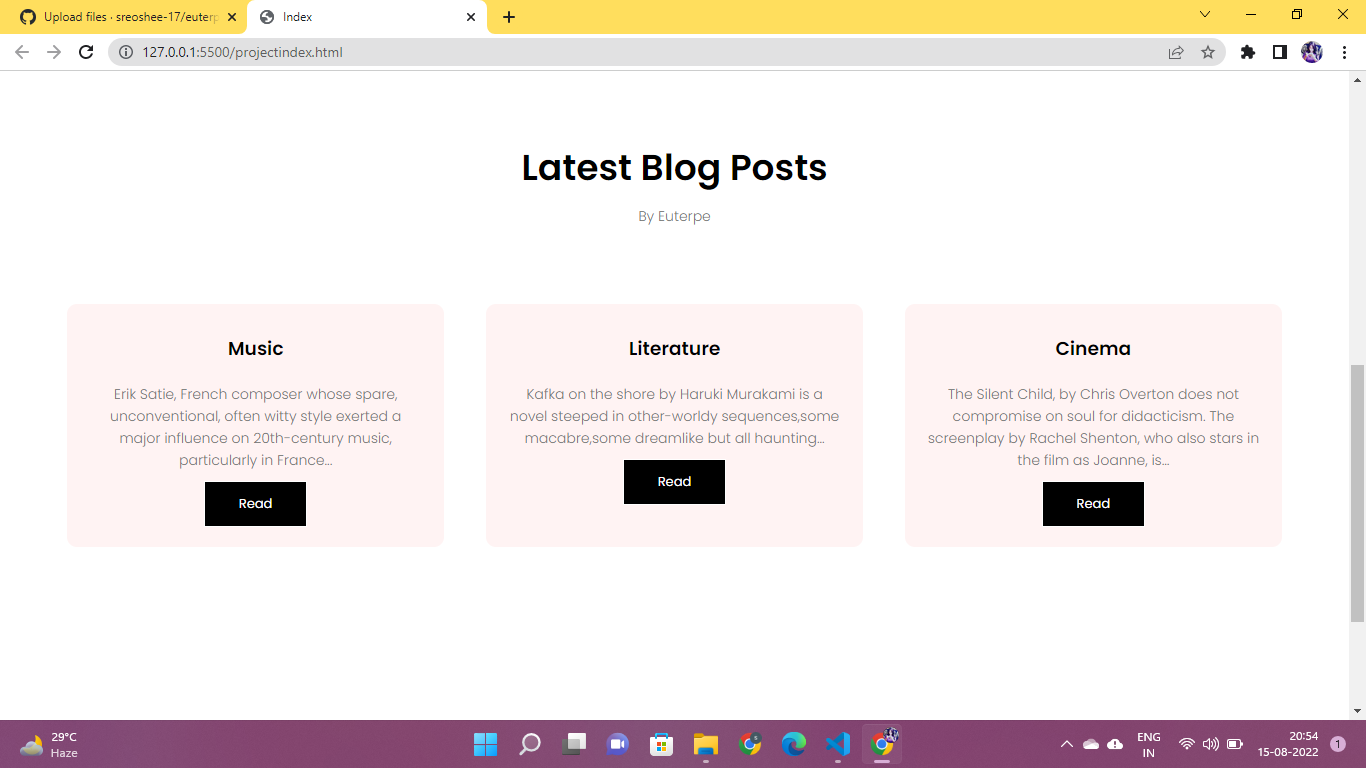 Upload files · sreoshee-17/euterp
Index
127.0.0.1:5500/projectindex.html
Latest Blog Posts
By Euterpe
Music
Erik Satie, French composer whose spare,
unconventional, often witty style exerted a
major influence on 20th-century music,
particularly in France...
Read
Literature
Kafka on the shore by Haruki Murakami is a
novel steeped in other-worldy sequences,some
macabre,some dreamlike but all haunting...
Read
Cinema
The Silent Child, by Chris Overton does not
compromise on soul for didacticism. The
screenplay by Rachel Shenton, who also stars in
the film as Joanne, is...
Read
29°C
Haze
ENG
IN
20:54
15-08-2022
1